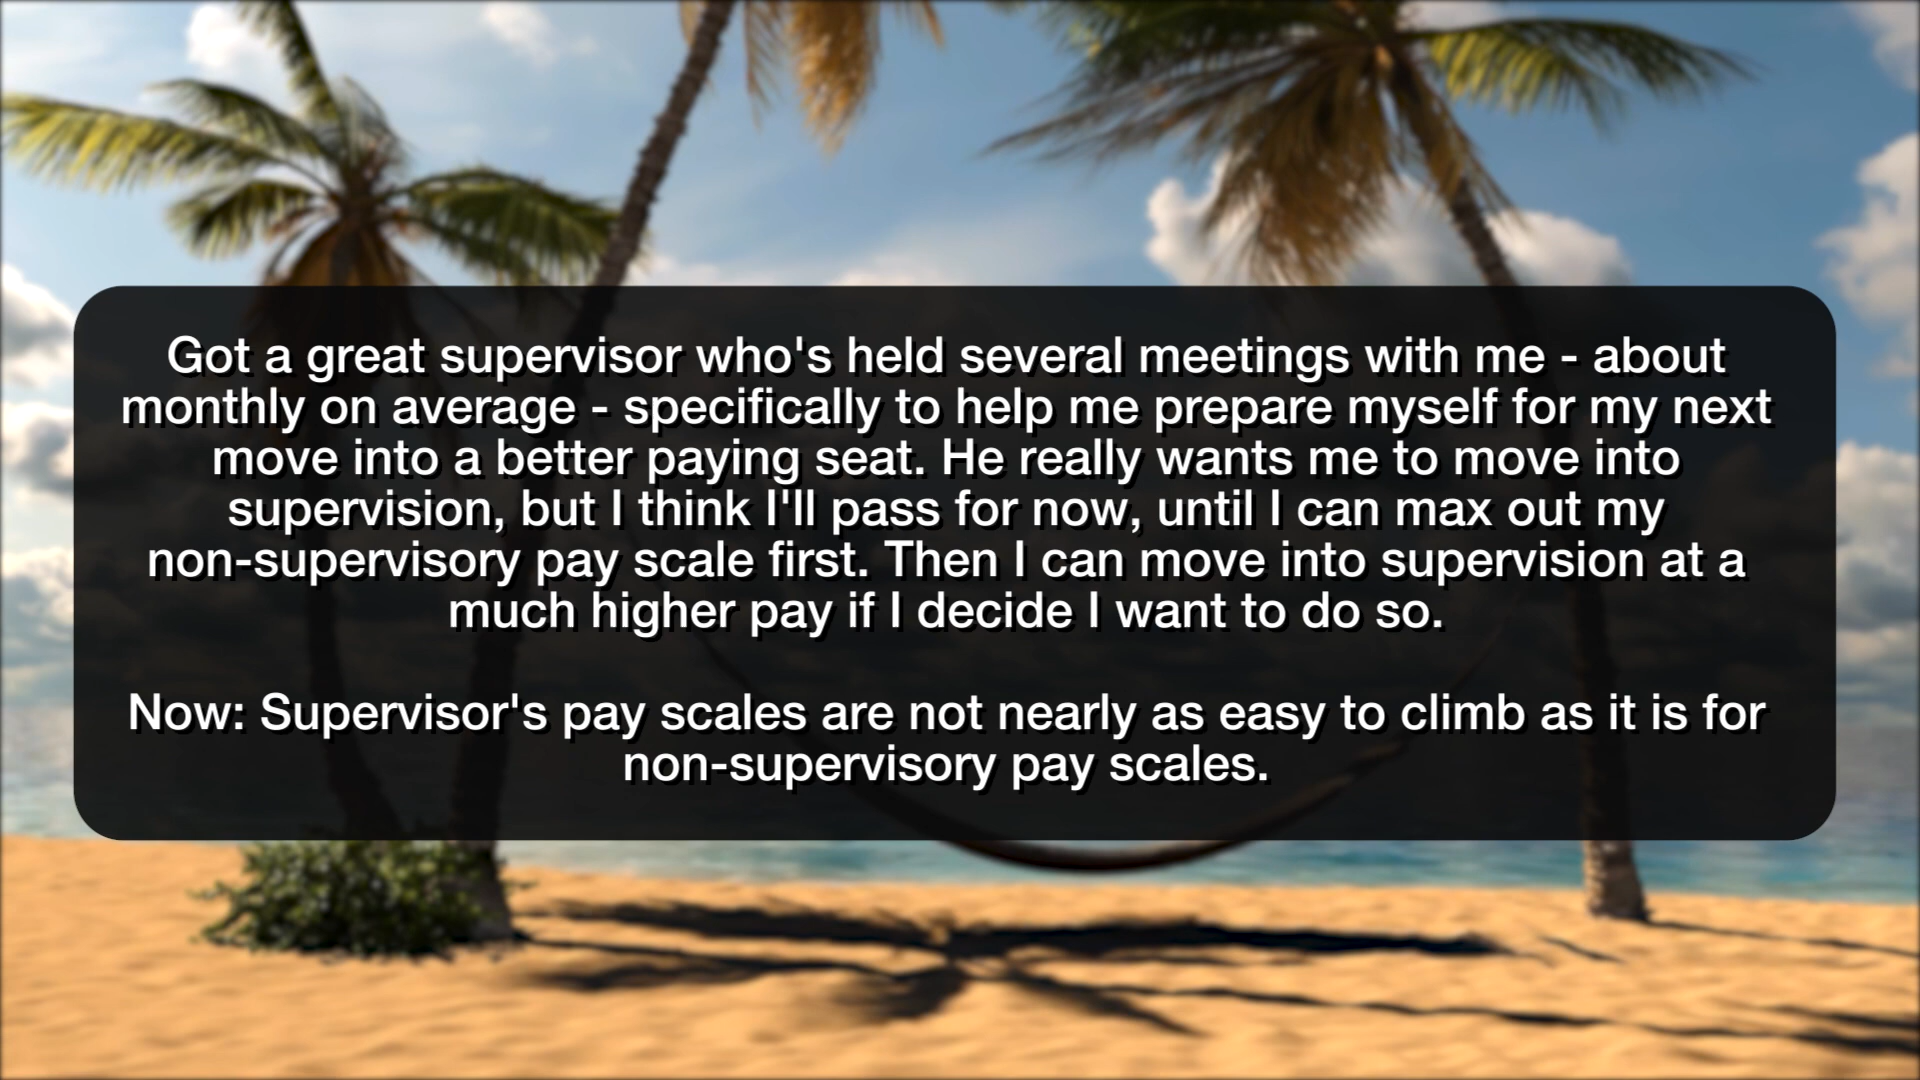 Got a great supervisor who's held several meetings with me - about
monthly on average - specifically to help me prepare myself for my next
move into a better paying seat. He really wants me to move into
supervision, but I think I'll pass for now, until I can max out my
non-supervisory pay scale first. Then I can move into supervision at a
much higher pay if I decide I want to do so.
Now: Supervisor's pay scales are not nearly as easy to climb as it is for
non-supervisory pay scales.